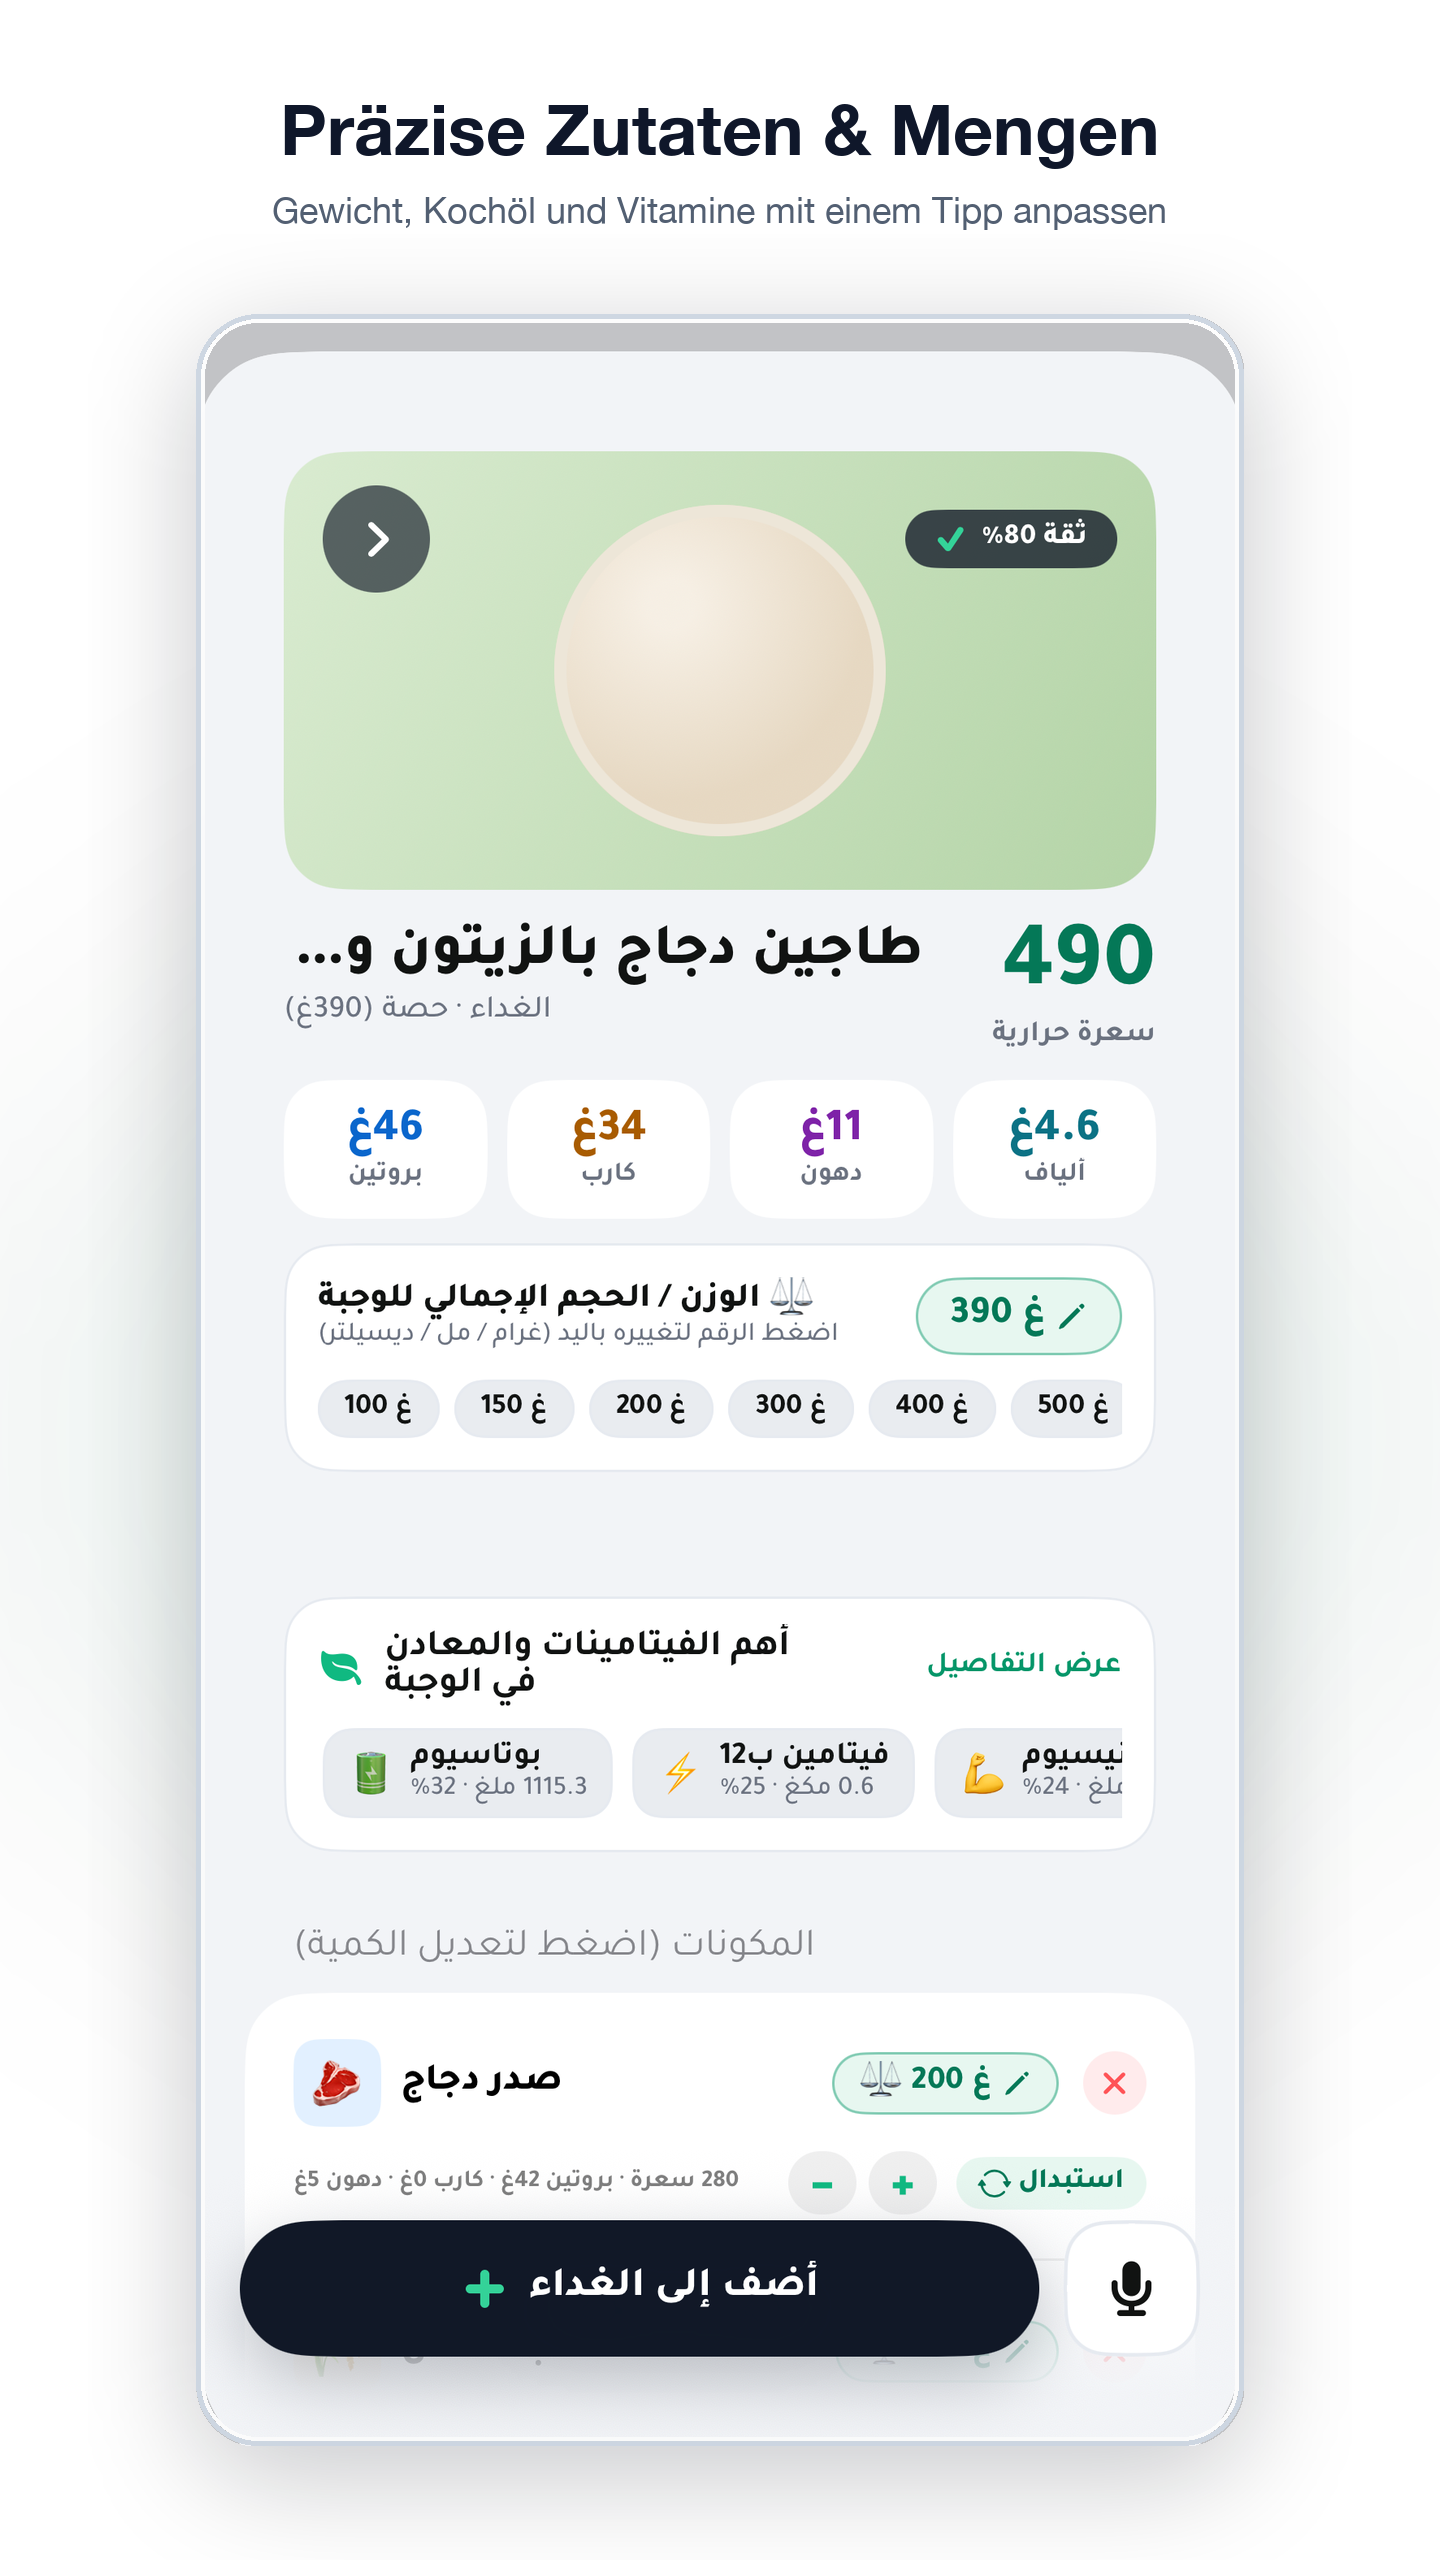 Präzise Zutaten & Mengen
Gewicht, Kochöl und Vitamine mit einem Tipp anpassen
ثقة 80%
طاجين دجاج بالزيتون و...
490
الغداء · حصة (390غ)
سعرة حرارية
46غ
بروتين
34غ
كارب
11غ
دهون
4.6غ
ألياف
الوزن / الحجم الإجمالي للوجبة
اضغط الرقم لتغييره باليد (غرام / مل / ديسيلتر)
390 غ
100 غ
150 غ
200 غ
300 غ
400 غ
500 غ
أهم الفيتامينات والمعادن
في الوجبة
عرض التفاصيل
بوتاسيوم
1115.3 ملغ · 32%
فيتامين ب12
0.6 مكغ · 25%
24%
المكونات (اضغط لتعديل الكمية)
صدر دجاج
200 غ
280 سعرة · بروتين 42غ · كارب 0غ · دهون 5غ
استبدال
أضف إلى الغداء